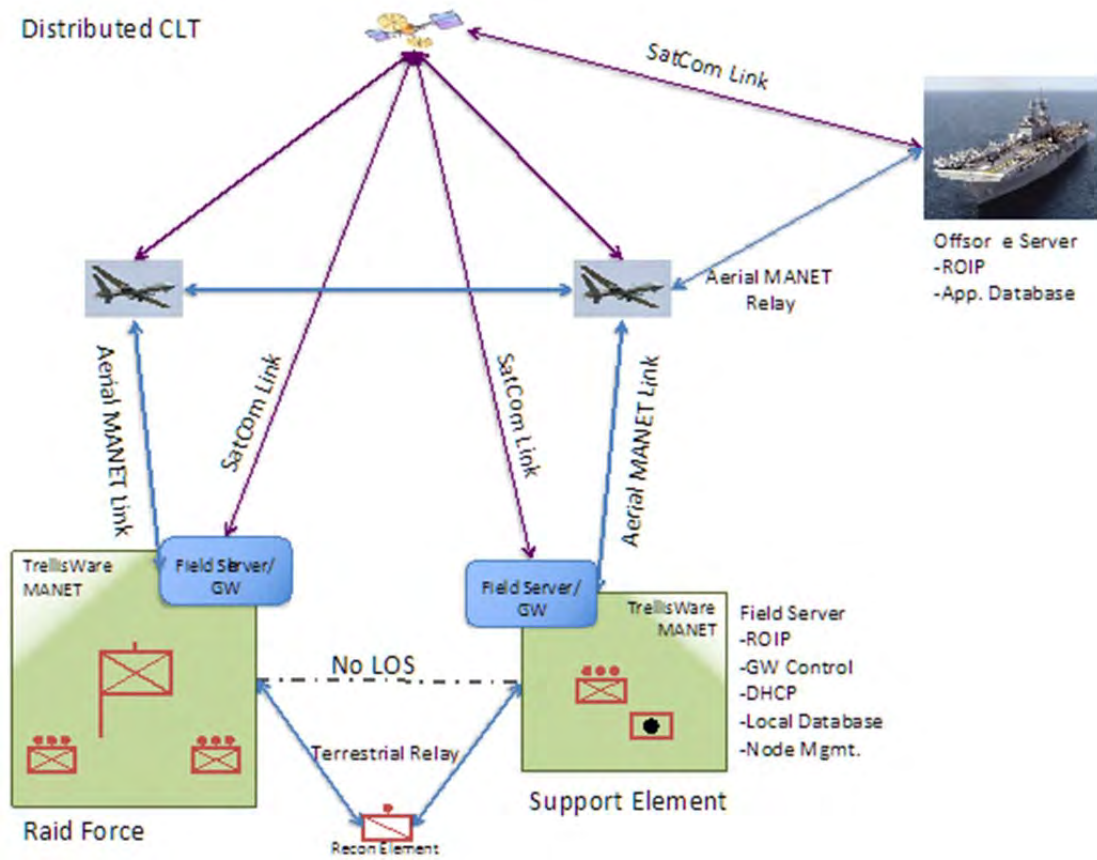 Distributed CLT
SatCom Link
Offsor e Server
-ROIP
-App. Database
Aerial MANET
Relay
Aerial MANET Link
SatCom Link
SatCom Link
Aerial MANET Link
TrellisWare
MANET
Field Server/
GW
Field Server/
GW
TrellisWare
MANET
Field Server
-ROIP
-GW Control
-DHCP
-Local Database
-Node Mgmt.
No LOS
Terrestrial Relay
Raid Force
Recon Element
Support Element